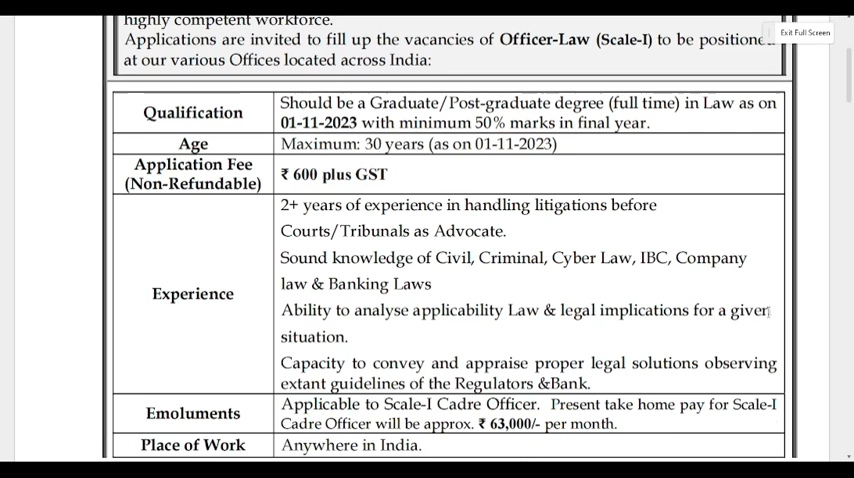 highly competent workforce.
Applications are invited to fill up the vacancies of Officer-Law (Scale-I) to be positioned
at our various Offices located across India:
Exit Full Screen
Qualification
Should be a Graduate/Post-graduate degree (full time) in Law as on
01-11-2023 with minimum 50% marks in final year.
Age
Maximum: 30 years (as on 01-11-2023)
Application Fee
(Non-Refundable)
₹ 600 plus GST
Experience
2+ years of experience in handling litigations before
Courts/Tribunals as Advocate.
Sound knowledge of Civil, Criminal, Cyber Law, IBC, Company
law & Banking Laws
Ability to analyse applicability Law & legal implications for a given
situation.
Capacity to convey and appraise proper legal solutions observing
extant guidelines of the Regulators &Bank.
Emoluments
Applicable to Scale-I Cadre Officer. Present take home pay for Scale-I
Cadre Officer will be approx. ₹ 63,000/- per month.
Place of Work
Anywhere in India.